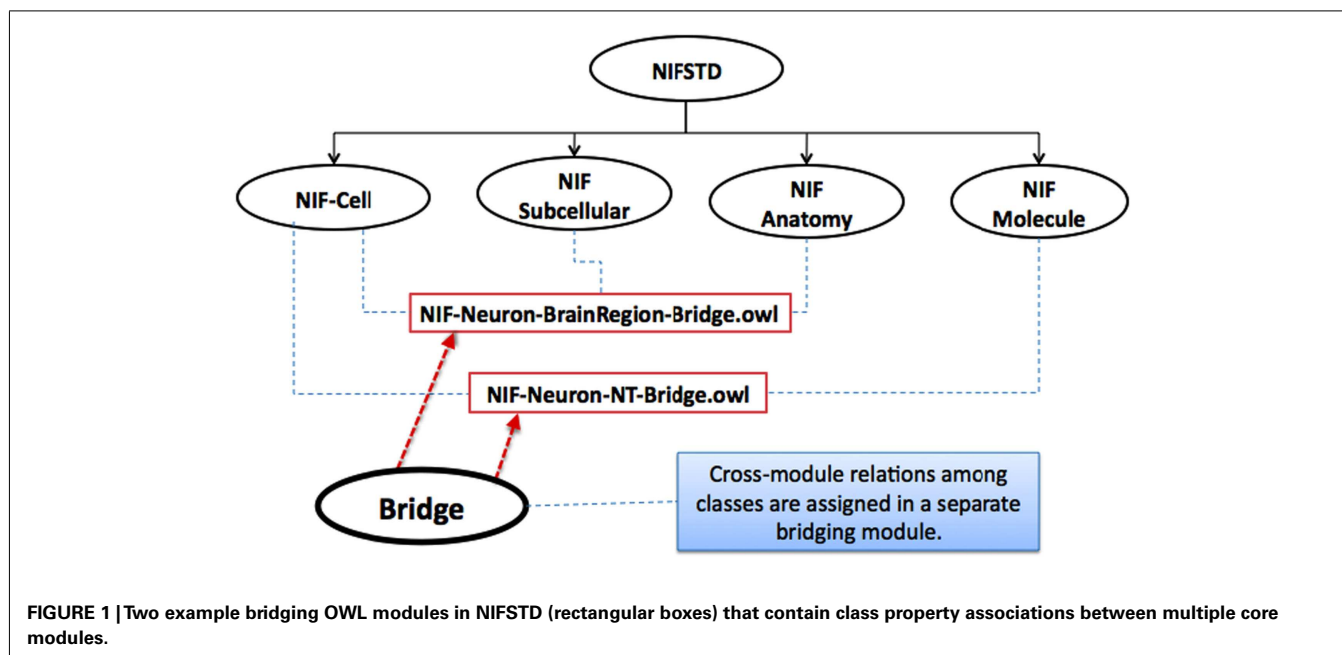 NIFSTD
NIF-Cell
NIF
Subcellular
NIF
Anatomy
NIF
Molecule
NIF-Neuron-BrainRegion-Bridge.owl
NIF-Neuron-NT-Bridge.owl
Bridge
Cross-module relations among
classes are assigned in a separate
bridging module.
FIGURE 1 | Two example bridging OWL modules in NIFSTD (rectangular boxes) that contain class property associations between multiple core
modules.